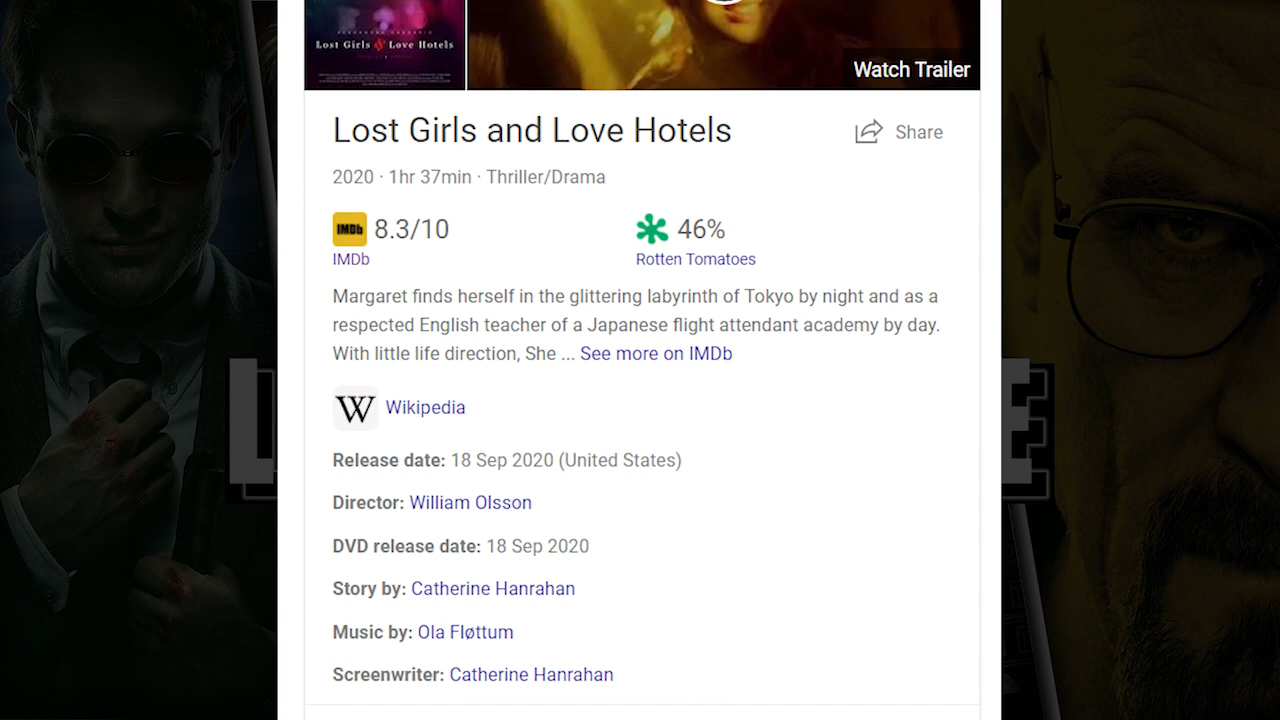 Lost Girls & Love Hotels
Watch Trailer
Lost Girls and Love Hotels
Share
2020 · 1hr 37min · Thriller/Drama
IMDb 8.3/10
46%
IMDb
Rotten Tomatoes
Margaret finds herself in the glittering labyrinth of Tokyo by night and as a
respected English teacher of a Japanese flight attendant academy by day.
With little life direction, She ... See more on IMDb
W Wikipedia
Release date: 18 Sep 2020 (United States)
Director: William Olsson
DVD release date: 18 Sep 2020
Story by: Catherine Hanrahan
Music by: Ola Fløttum
Screenwriter: Catherine Hanrahan
L
E